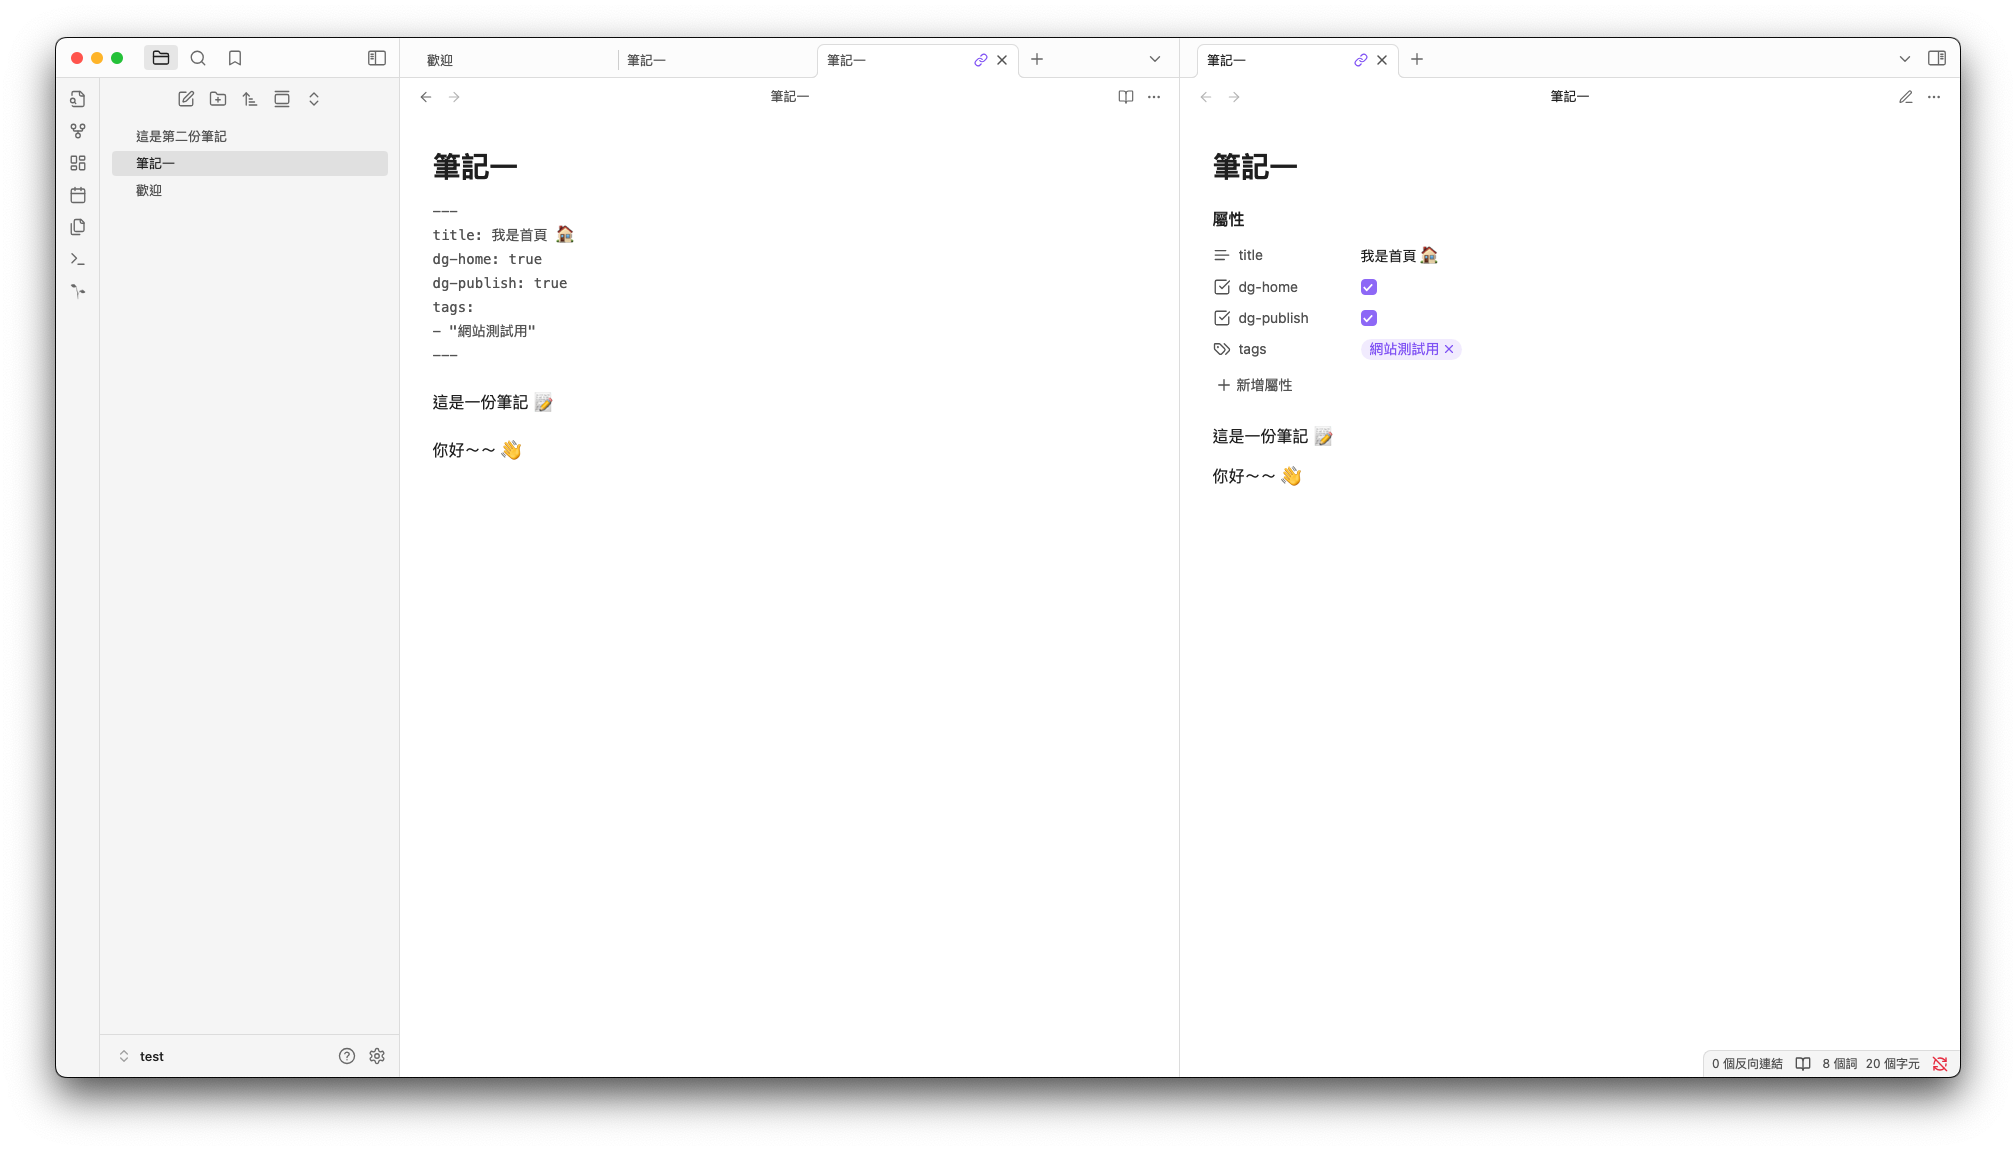 歡迎
筆記一
筆記一
筆記一
這是第二份筆記
筆記一
歡迎
test
筆記一
筆記一
---
title: 我是首頁 🏠
dg-home: true
dg-publish: true
tags:
- "網站測試用"
---
這是一份筆記 📝
你好～～ 👋
筆記一
筆記一
屬性
title 我是首頁 🏠
dg-home
dg-publish
tags 網站測試用
新增屬性
這是一份筆記 📝
你好～～ 👋
0 個反向連結 8 個詞 20 個字元